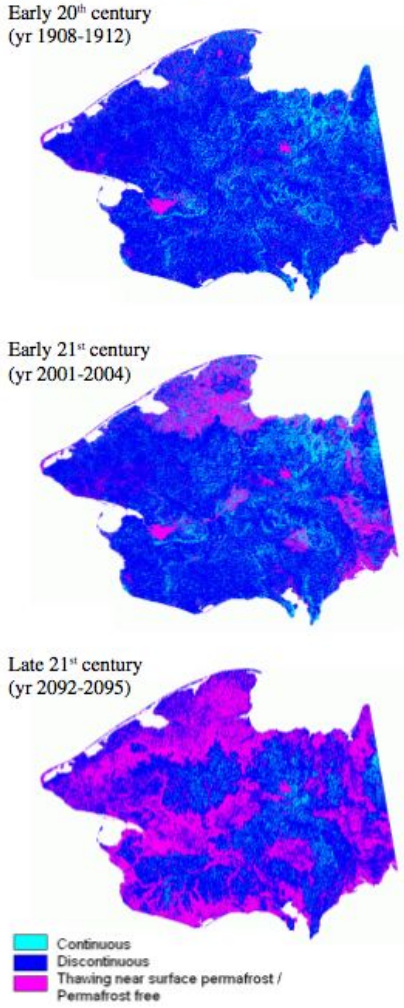 Early 20th century
(yr 1908-1912)
Early 21st century
(yr 2001-2004)
Late 21st century
(yr 2092-2095)
Continuous
Discontinuous
Thawing near surface permafrost /
Permafrost free